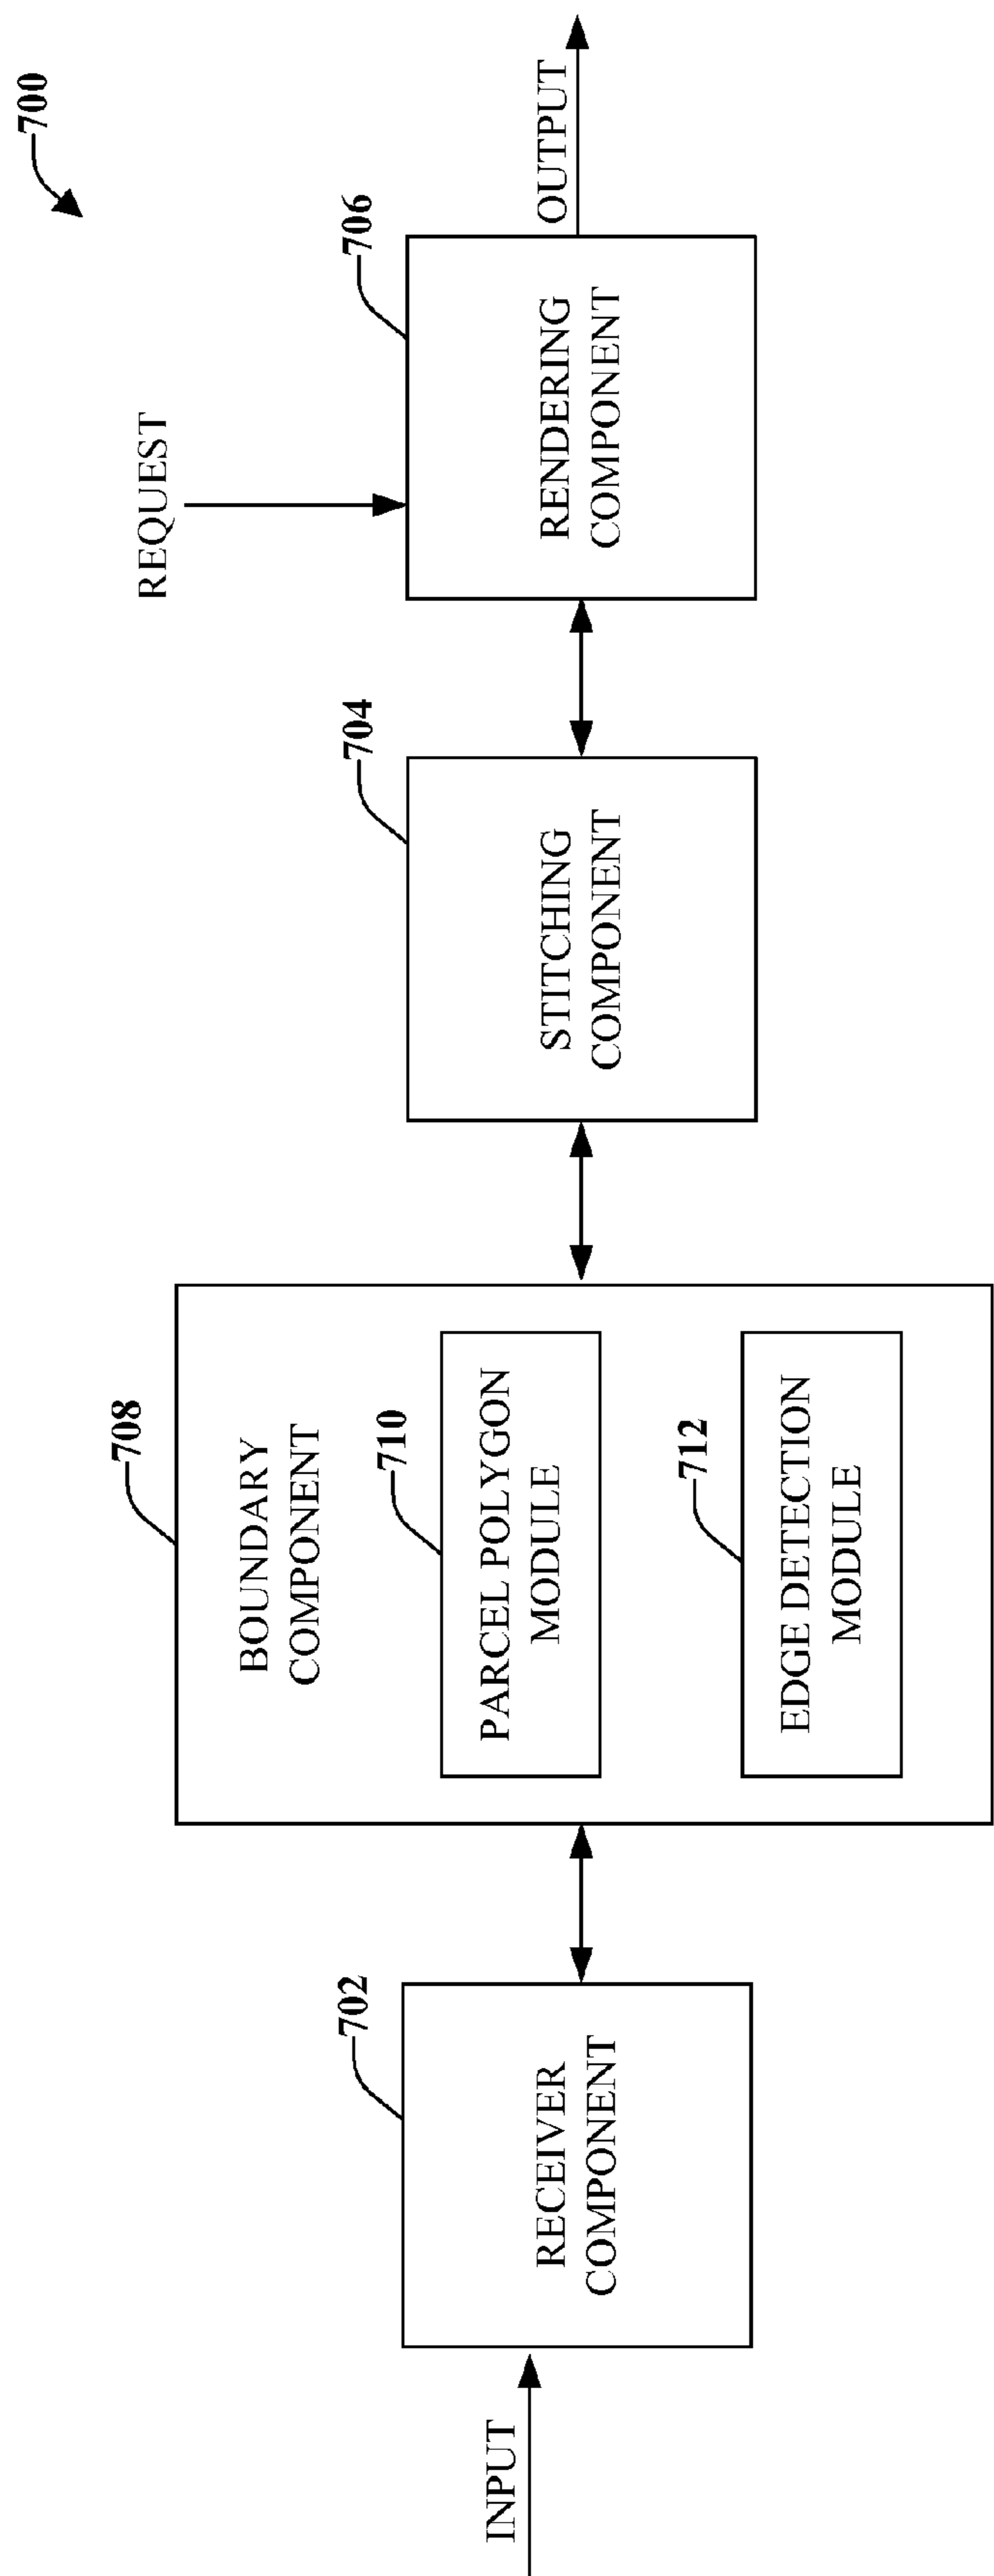 700
INPUT
702
RECEIVER
COMPONENT
708
BOUNDARY
COMPONENT
710
PARCEL POLYGON
MODULE
712
EDGE DETECTION
MODULE
704
STITCHING
COMPONENT
REQUEST
706
RENDERING
COMPONENT
OUTPUT